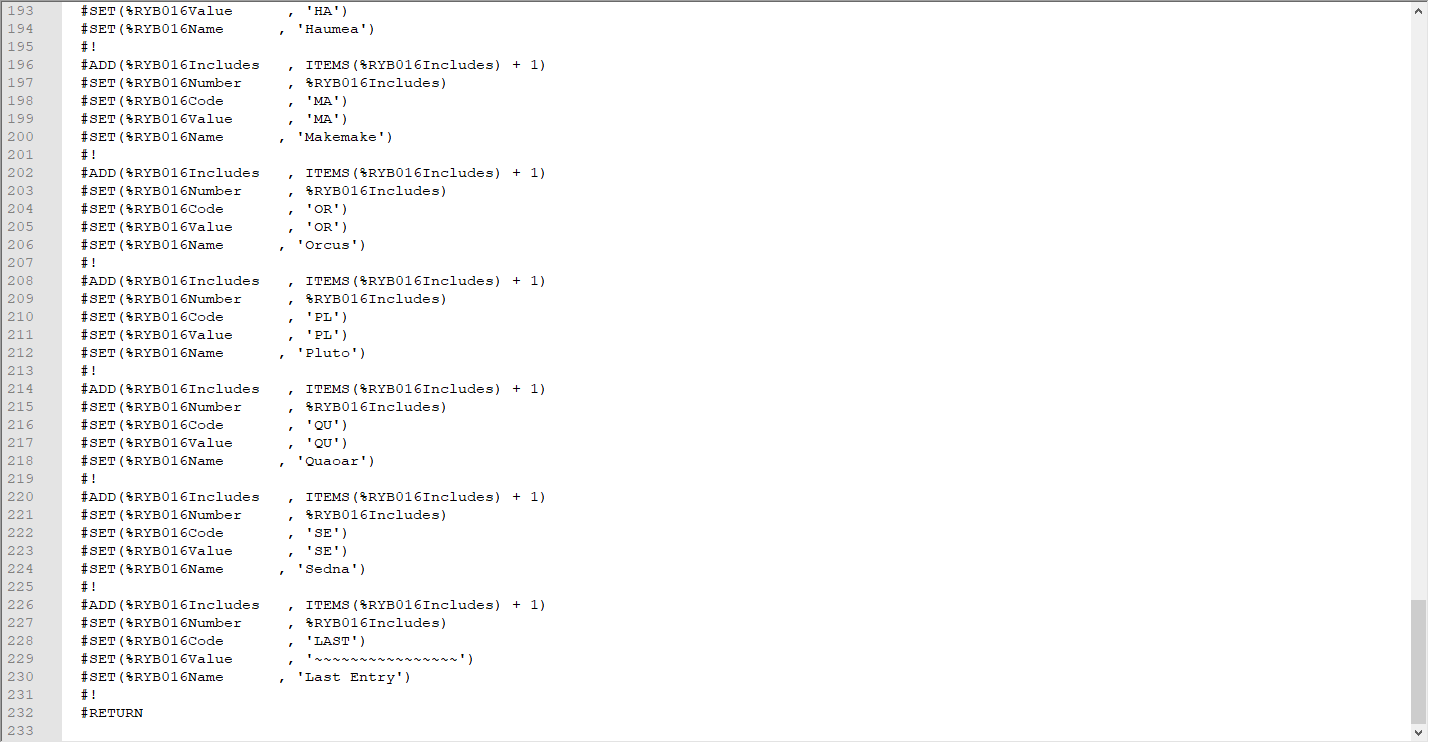 193 #SET(%RYB016Value      , 'HA')
194 #SET(%RYB016Name      , 'Haumea')
195 #!
196 #ADD(%RYB016Includes   , ITEMS(%RYB016Includes) + 1)
197 #SET(%RYB016Number     , %RYB016Includes)
198 #SET(%RYB016Code       , 'MA')
199 #SET(%RYB016Value      , 'MA')
200 #SET(%RYB016Name      , 'Makemake')
201 #!
202 #ADD(%RYB016Includes   , ITEMS(%RYB016Includes) + 1)
203 #SET(%RYB016Number     , %RYB016Includes)
204 #SET(%RYB016Code       , 'OR')
205 #SET(%RYB016Value      , 'OR')
206 #SET(%RYB016Name      , 'Orcus')
207 #!
208 #ADD(%RYB016Includes   , ITEMS(%RYB016Includes) + 1)
209 #SET(%RYB016Number     , %RYB016Includes)
210 #SET(%RYB016Code       , 'PL')
211 #SET(%RYB016Value      , 'PL')
212 #SET(%RYB016Name      , 'Pluto')
213 #!
214 #ADD(%RYB016Includes   , ITEMS(%RYB016Includes) + 1)
215 #SET(%RYB016Number     , %RYB016Includes)
216 #SET(%RYB016Code       , 'QU')
217 #SET(%RYB016Value      , 'QU')
218 #SET(%RYB016Name      , 'Quaoar')
219 #!
220 #ADD(%RYB016Includes   , ITEMS(%RYB016Includes) + 1)
221 #SET(%RYB016Number     , %RYB016Includes)
222 #SET(%RYB016Code       , 'SE')
223 #SET(%RYB016Value      , 'SE')
224 #SET(%RYB016Name      , 'Sedna')
225 #!
226 #ADD(%RYB016Includes   , ITEMS(%RYB016Includes) + 1)
227 #SET(%RYB016Number     , %RYB016Includes)
228 #SET(%RYB016Code       , 'LAST')
229 #SET(%RYB016Value      , '~~~~~~~~~~~~~~~~')
230 #SET(%RYB016Name      , 'Last Entry')
231 #!
232 #RETURN
233